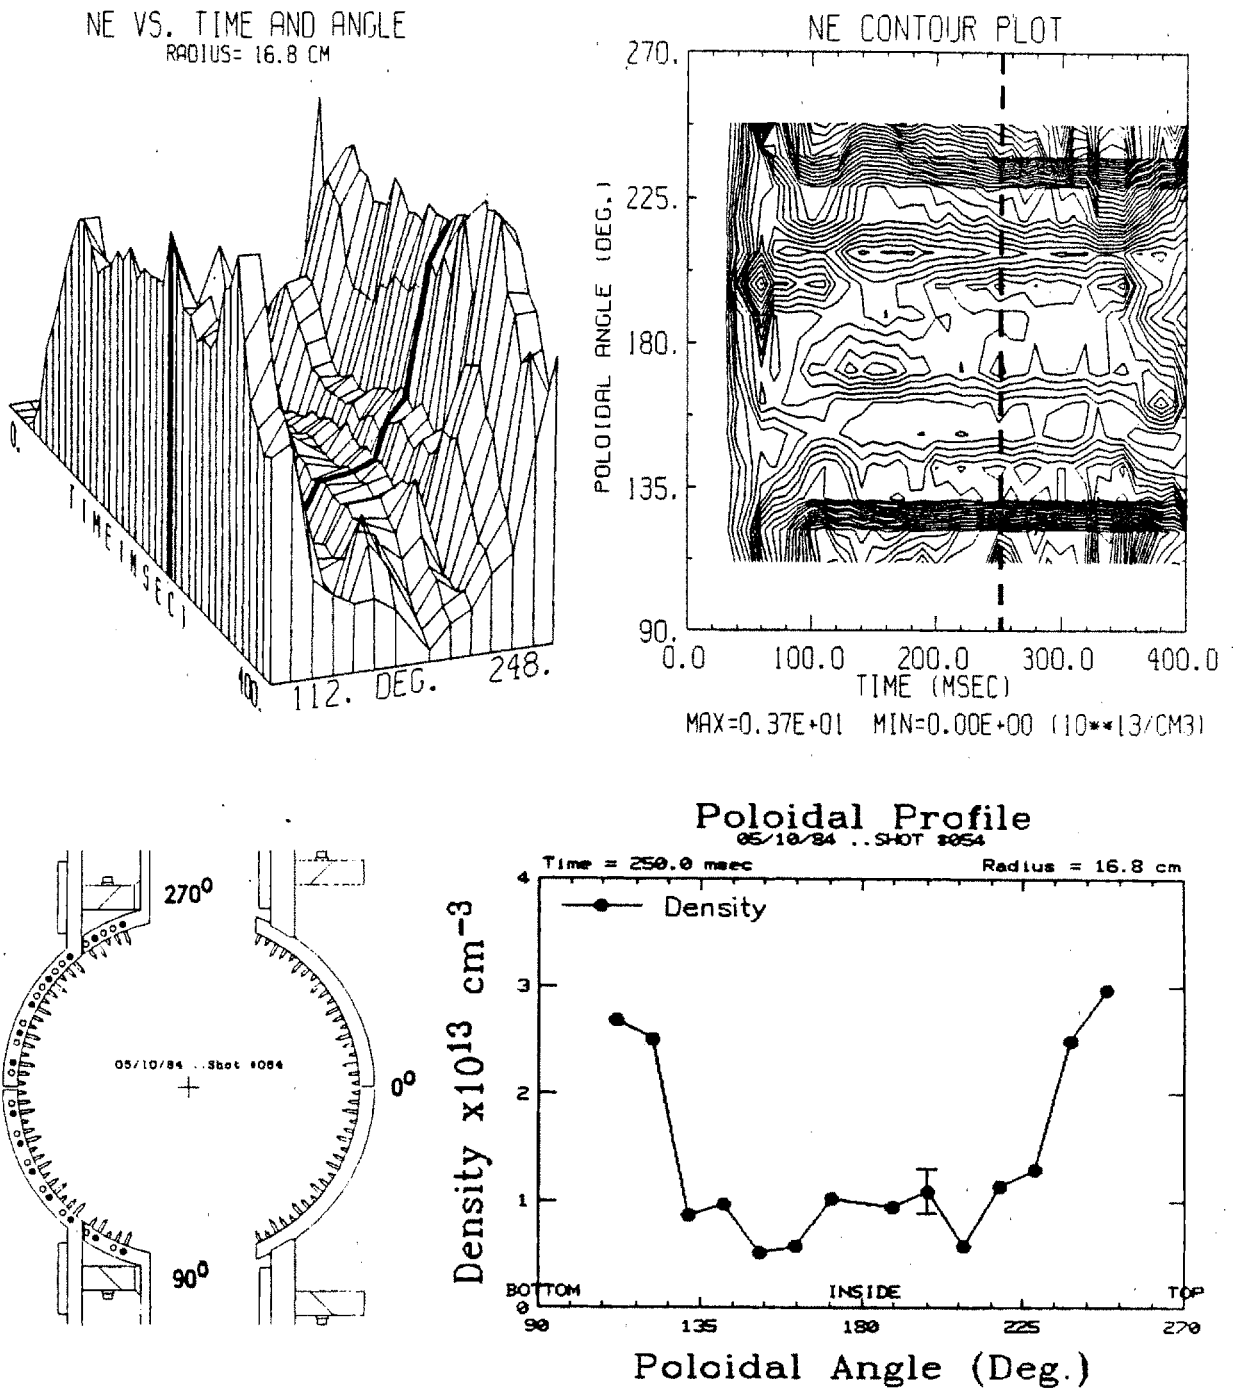 NE VS. TIME AND ANGLE
RADIUS= 16.8 CM
0.
TIME (MSEC)
400.
112. DEG. 248.
NE CONTOUR PLOT
270.
225.
180.
135.
90.
POLOIDAL ANGLE (DEG.)
0.0 100.0 200.0 300.0 400.0
TIME (MSEC)
MAX=0.37E+01 MIN=0.00E+00 (10**13/CM3)
270⁰
05/10/84 ..Shot #054
0⁰
90⁰
Poloidal Profile
05/10/84 ..SHOT #054
Time = 250.0 msec Radius = 16.8 cm
Density
4
3
2
1
0
Density x10¹³ cm⁻³
BOTTOM INSIDE TOP
90 135 180 225 270
Poloidal Angle (Deg.)